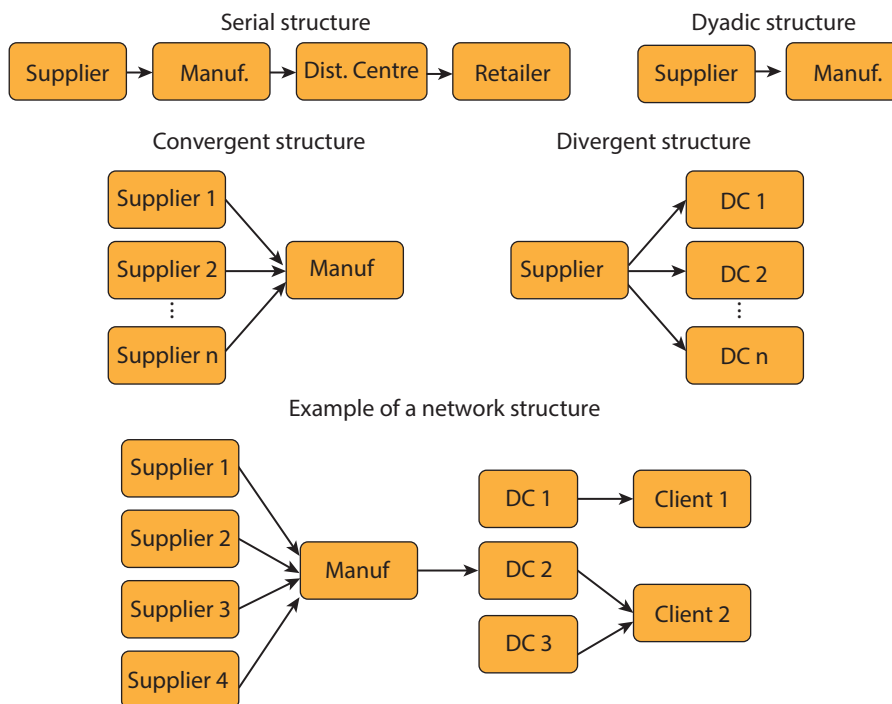 Serial structure
Supplier
Manuf.
Dist. Centre
Retailer
Dyadic structure
Supplier
Manuf.
Convergent structure
Supplier 1
Supplier 2
Supplier n
Manuf
Divergent structure
Supplier
DC 1
DC 2
DC n
Example of a network structure
Supplier 1
Supplier 2
Supplier 3
Supplier 4
Manuf
DC 1
DC 2
DC 3
Client 1
Client 2